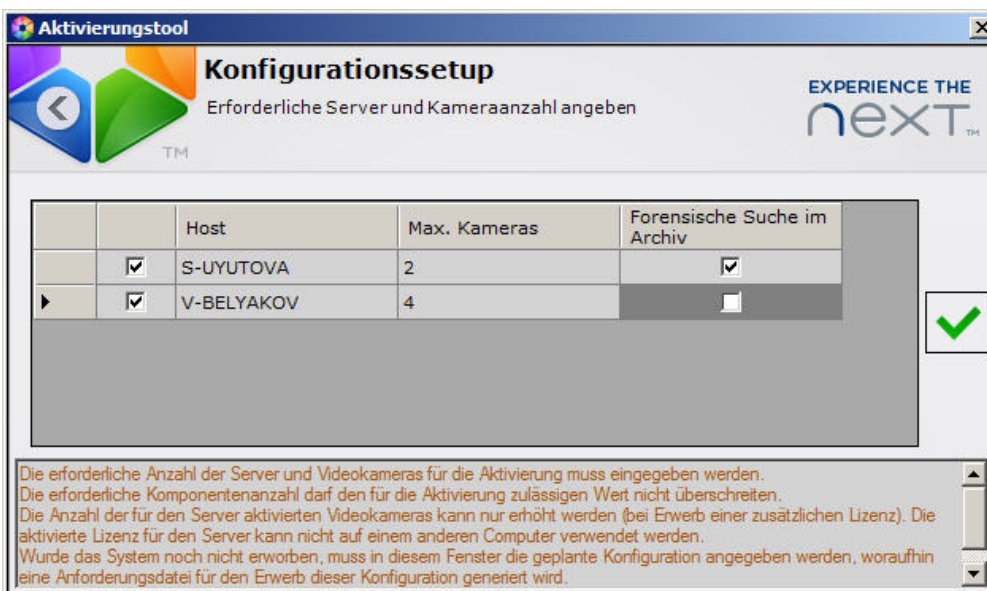 Aktivierungstool
Konfigurationssetup
Erforderliche Server und Kameraanzahl angeben
EXPERIENCE THE
next™
TM
Host Max. Kameras Forensische Suche im
Archiv
S-UYUTOVA 2
V-BELYAKOV 4
Die erforderliche Anzahl der Server und Videokameras für die Aktivierung muss eingegeben werden.
Die erforderliche Komponentenanzahl darf den für die Aktivierung zulässigen Wert nicht überschreiten.
Die Anzahl der für den Server aktivierten Videokameras kann nur erhöht werden (bei Erwerb einer zusätzlichen Lizenz). Die
aktivierte Lizenz für den Server kann nicht auf einem anderen Computer verwendet werden.
Wurde das System noch nicht erworben, muss in diesem Fenster die geplante Konfiguration angegeben werden, woraufhin
eine Anforderungsdatei für den Erwerb dieser Konfiguration generiert wird.